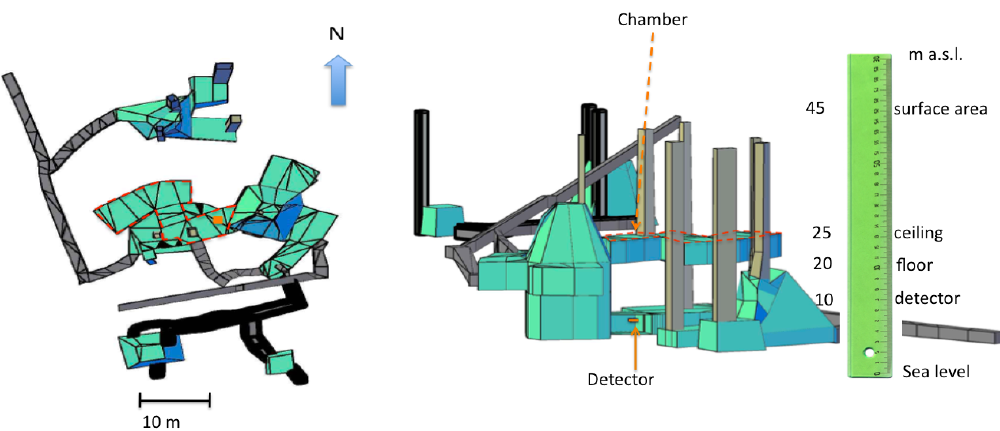 Chamber
N
m a.s.l.
45
surface area
25
ceiling
20
floor
10
detector
Sea level
Detector
10 m